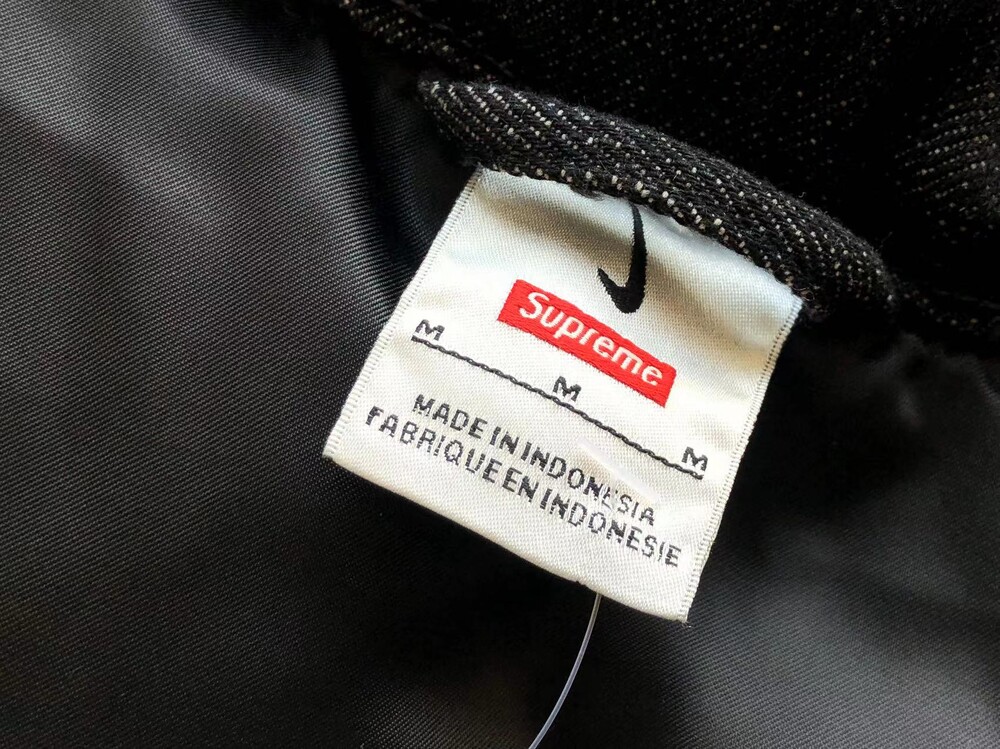 Supreme
M M M
MADE IN INDONESIA
FABRIQUE EN INDONESIE